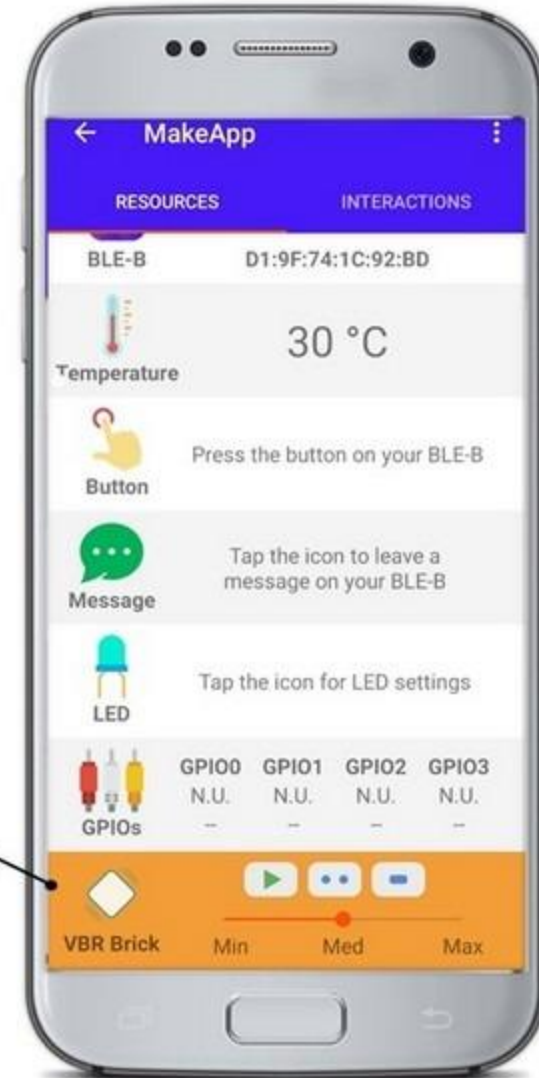 MakeApp
RESOURCES INTERACTIONS
BLE-B D1:9F:74:1C:92:BD
30 °C
Temperature
Press the button on your BLE-B
Button
Tap the icon to leave a
message on your BLE-B
Message
Tap the icon for LED settings
LED
GPIO0 GPIO1 GPIO2 GPIO3
N.U. N.U. N.U. N.U.
-- -- -- --
GPIOs
VBR Brick Min Med Max